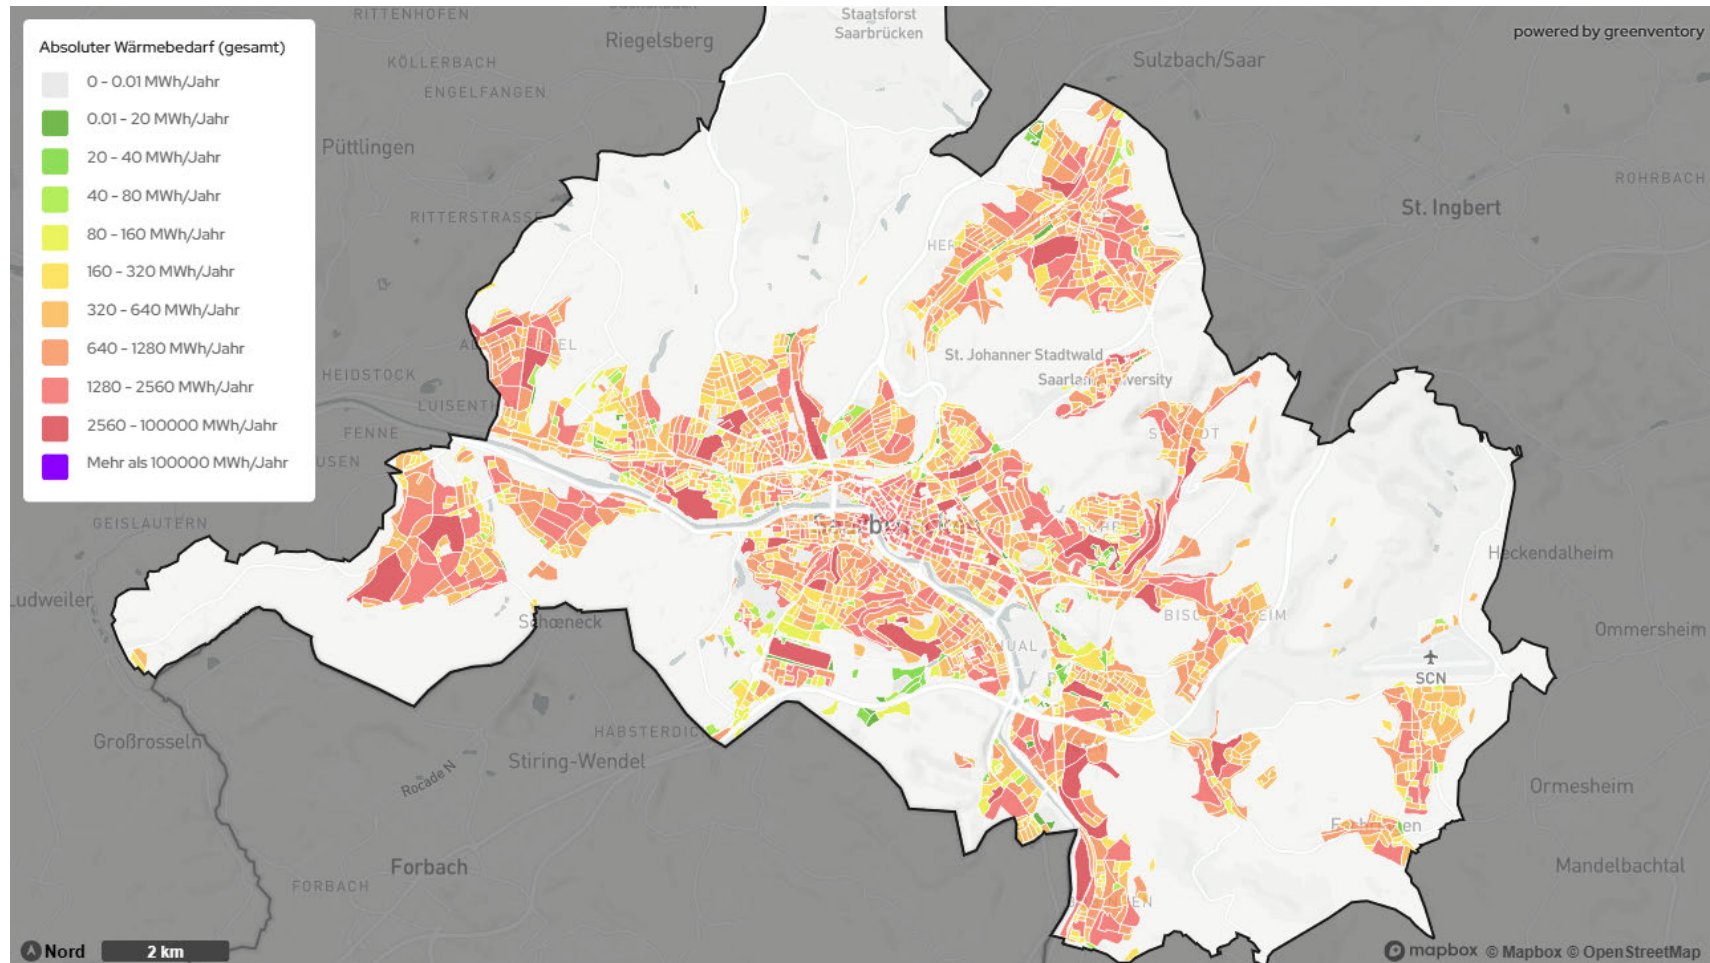 Absoluter Wärmebedarf (gesamt)
0 - 0.01 MWh/Jahr
0.01 - 20 MWh/Jahr
20 - 40 MWh/Jahr
40 - 80 MWh/Jahr
80 - 160 MWh/Jahr
160 - 320 MWh/Jahr
320 - 640 MWh/Jahr
640 - 1280 MWh/Jahr
1280 - 2560 MWh/Jahr
2560 - 100000 MWh/Jahr
Mehr als 100000 MWh/Jahr
powered by greenventory
RITTENHOFEN
Staatsforst
Saarbrücken
Riegelsberg
KÖLLERBACH
Sulzbach/Saar
ENGELFANGEN
Püttlingen
ROHRBACH
St. Ingbert
RITTERSTRASSE
St. Johanner Stadtwald
HEIDSTOCK
FENNE
GEISLAUTERN
Heckendalheim
Ludweiler
Schœneck
Ommersheim
SCN
Großrosseln
Stiring-Wendel
Rocade N
Ormesheim
Forbach
FORBACH
Mandelbachtal
Nord
2 km
mapbox © Mapbox © OpenStreetMap